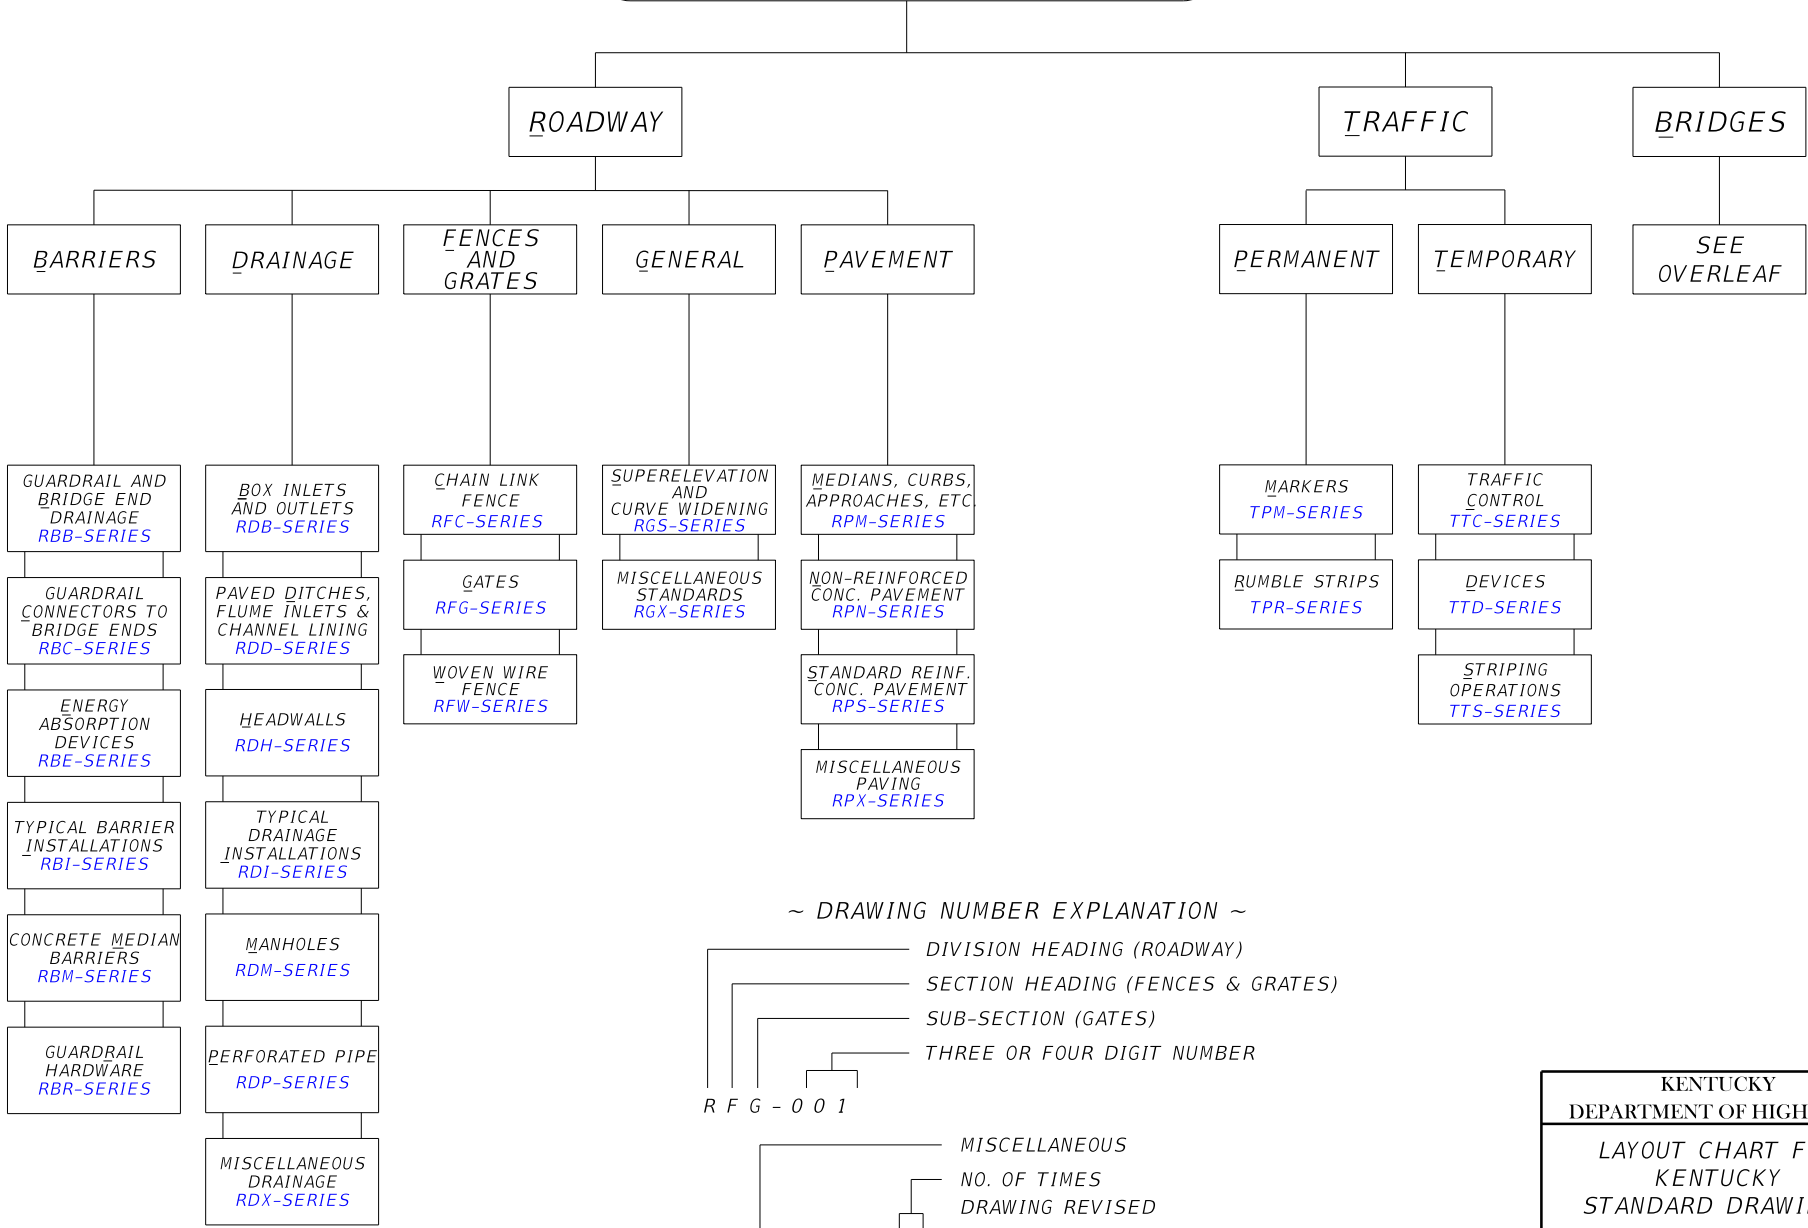 ROADWAY
TRAFFIC
BRIDGES
BARRIERS
DRAINAGE
FENCES
AND
GRATES
GENERAL
PAVEMENT
PERMANENT
TEMPORARY
SEE
OVERLEAF
GUARDRAIL AND
BRIDGE END
DRAINAGE
RBB-SERIES
GUARDRAIL
CONNECTORS TO
BRIDGE ENDS
RBC-SERIES
ENERGY
ABSORPTION
DEVICES
RBE-SERIES
TYPICAL BARRIER
INSTALLATIONS
RBI-SERIES
CONCRETE MEDIAN
BARRIERS
RBM-SERIES
GUARDRAIL
HARDWARE
RBR-SERIES
BOX INLETS
AND OUTLETS
RDB-SERIES
PAVED DITCHES,
FLUME INLETS &
CHANNEL LINING
RDD-SERIES
HEADWALLS
RDH-SERIES
TYPICAL
DRAINAGE
INSTALLATIONS
RDI-SERIES
MANHOLES
RDM-SERIES
PERFORATED PIPE
RDP-SERIES
MISCELLANEOUS
DRAINAGE
RDX-SERIES
CHAIN LINK
FENCE
RFC-SERIES
GATES
RFG-SERIES
WOVEN WIRE
FENCE
RFW-SERIES
SUPERELEVATION
AND
CURVE WIDENING
RGS-SERIES
MISCELLANEOUS
STANDARDS
RGX-SERIES
MEDIANS, CURBS,
APPROACHES, ETC.
RPM-SERIES
NON-REINFORCED
CONC. PAVEMENT
RPN-SERIES
STANDARD REINF.
CONC. PAVEMENT
RPS-SERIES
MISCELLANEOUS
PAVING
RPX-SERIES
MARKERS
TPM-SERIES
RUMBLE STRIPS
TPR-SERIES
TRAFFIC
CONTROL
TTC-SERIES
DEVICES
TTD-SERIES
STRIPING
OPERATIONS
TTS-SERIES
~ DRAWING NUMBER EXPLANATION ~
DIVISION HEADING (ROADWAY)
SECTION HEADING (FENCES & GRATES)
SUB-SECTION (GATES)
THREE OR FOUR DIGIT NUMBER
R F G - 0 0 1
MISCELLANEOUS
NO. OF TIMES
DRAWING REVISED
KENTUCKY
DEPARTMENT OF HIGH
LAYOUT CHART F
KENTUCKY
STANDARD DRAWI